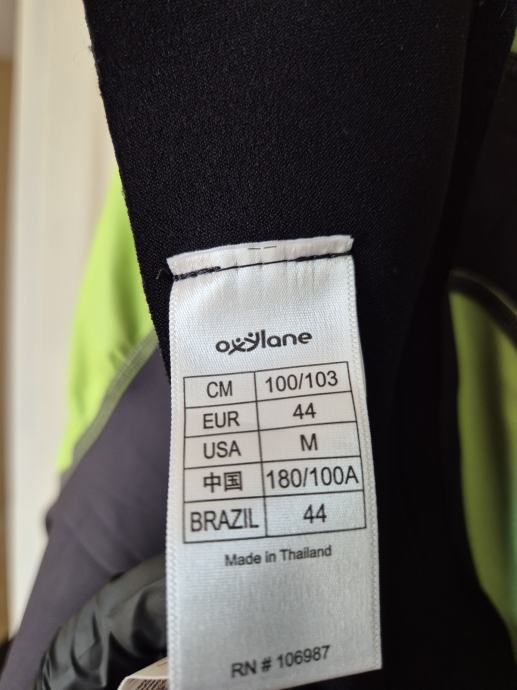 oxylane
CM 100/103
EUR 44
USA M
中国 180/100A
BRAZIL 44
Made in Thailand
RN # 106987